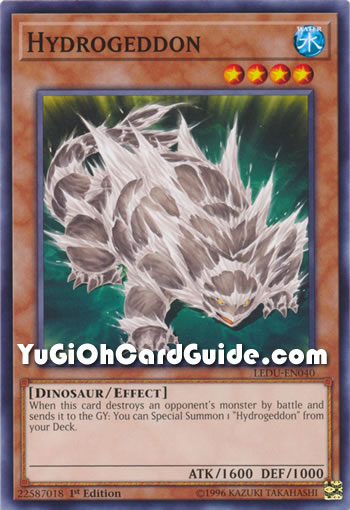 HYDROGEDDON
WATER
水
YuGiOhCardGuide.com
LEDU-EN040
[DINOSAUR/EFFECT]
When this card destroys an opponent's monster by battle and
sends it to the GY: You can Special Summon 1 "Hydrogeddon" from
your Deck.
ATK/1600 DEF/1000
22587018 1st Edition ©1996 KAZUKI TAKAHASHI